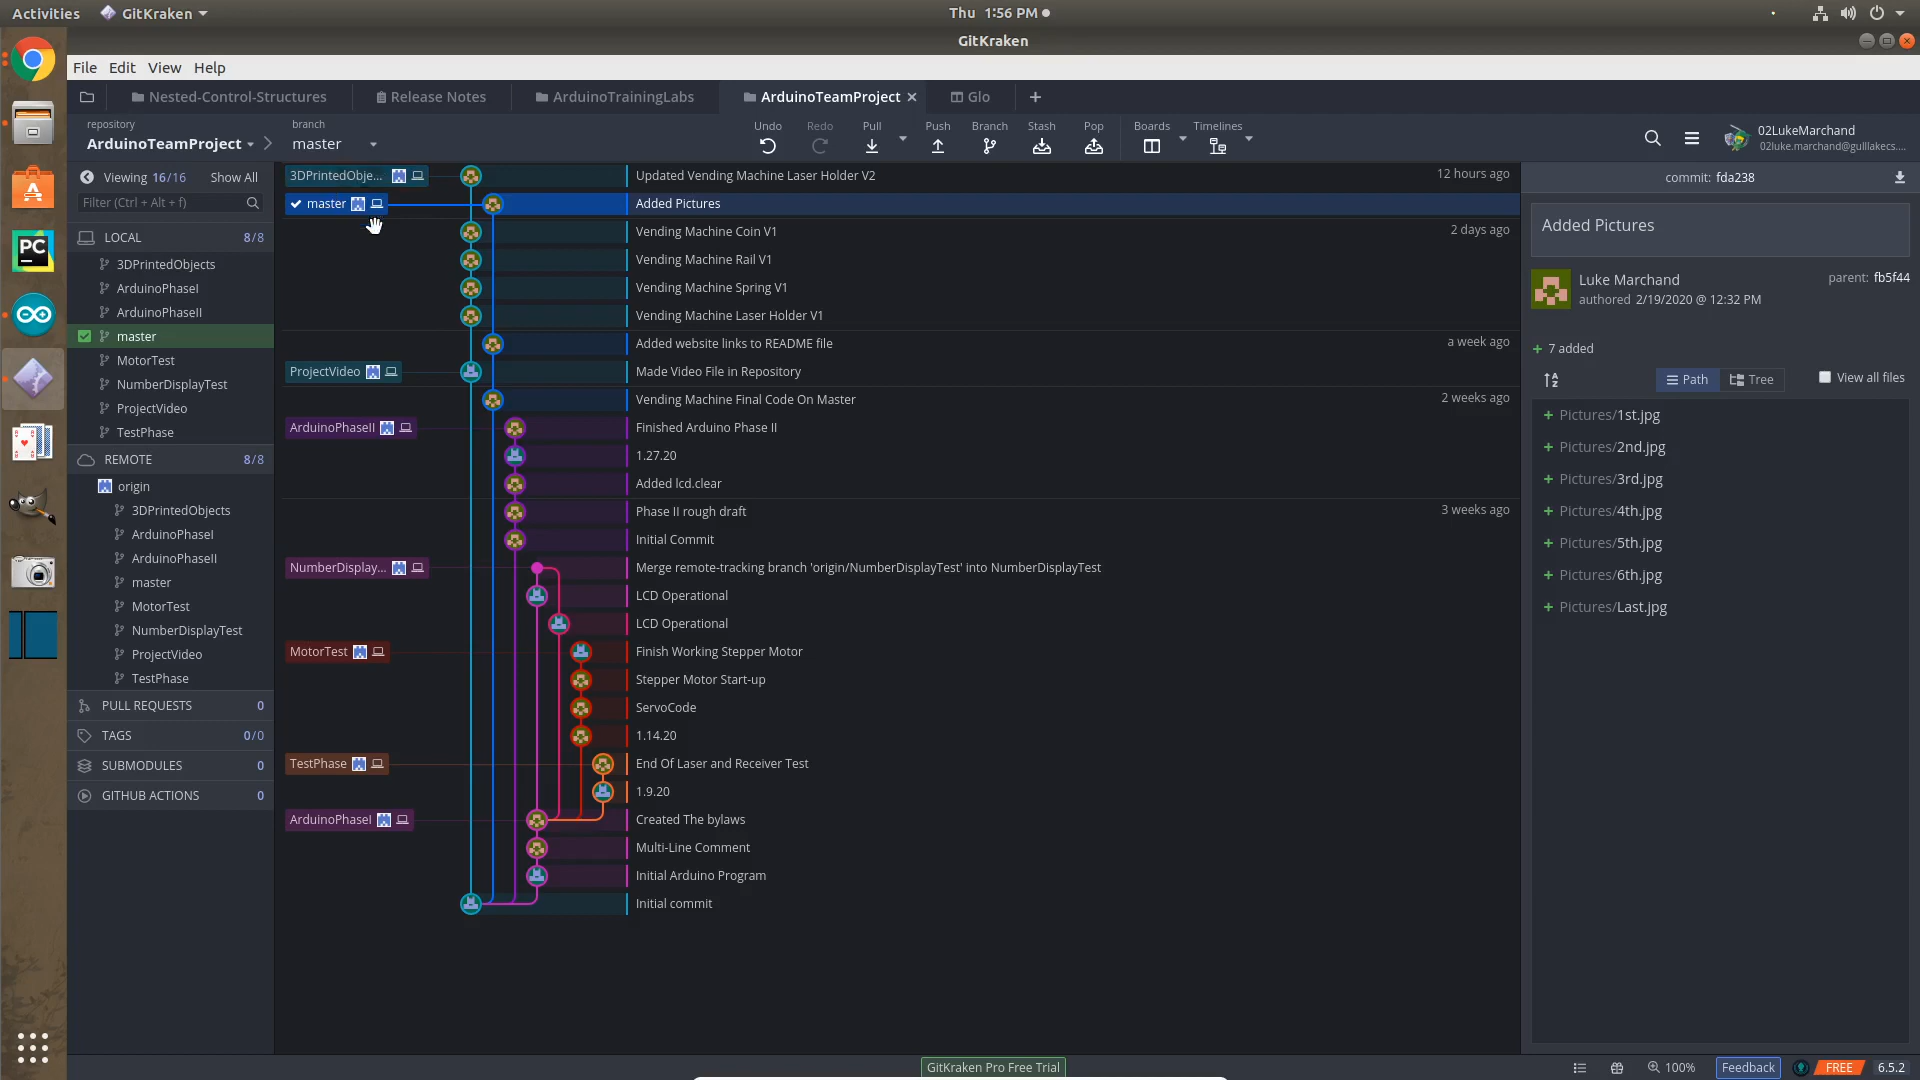 Activities
GitKraken
Thu 1:56 PM
GitKraken
File Edit View Help
Nested-Control-Structures
Release Notes
ArduinoTrainingLabs
ArduinoTeamProject
Glo
repository
ArduinoTeamProject
branch
master
Undo
Redo
Pull
Push
Branch
Stash
Pop
Boards
Timelines
02LukeMarchand
02luke.marchand@gulllakecs....
Viewing 16/16 Show All
Filter (Ctrl + Alt + f)
LOCAL 8/8
3DPrintedObjects
ArduinoPhaseI
ArduinoPhaseII
master
MotorTest
NumberDisplayTest
ProjectVideo
TestPhase
REMOTE 8/8
origin
3DPrintedObjects
ArduinoPhaseI
ArduinoPhaseII
master
MotorTest
NumberDisplayTest
ProjectVideo
TestPhase
PULL REQUESTS 0
TAGS 0/0
SUBMODULES 0
GITHUB ACTIONS 0
3DPrintedObje... Updated Vending Machine Laser Holder V2 12 hours ago
master Added Pictures
Vending Machine Coin V1 2 days ago
Vending Machine Rail V1
Vending Machine Spring V1
Vending Machine Laser Holder V1
Added website links to README file a week ago
ProjectVideo Made Video File in Repository
Vending Machine Final Code On Master 2 weeks ago
ArduinoPhaseII Finished Arduino Phase II
1.27.20
Added lcd.clear
Phase II rough draft 3 weeks ago
Initial Commit
NumberDisplay... Merge remote-tracking branch 'origin/NumberDisplayTest' into NumberDisplayTest
LCD Operational
LCD Operational
MotorTest Finish Working Stepper Motor
Stepper Motor Start-up
ServoCode
1.14.20
TestPhase End Of Laser and Receiver Test
1.9.20
ArduinoPhaseI Created The bylaws
Multi-Line Comment
Initial Arduino Program
Initial commit
commit: fda238
Added Pictures
Luke Marchand
authored 2/19/2020 @ 12:32 PM
parent: fb5f44
+ 7 added
Path Tree View all files
+ Pictures/1st.jpg
+ Pictures/2nd.jpg
+ Pictures/3rd.jpg
+ Pictures/4th.jpg
+ Pictures/5th.jpg
+ Pictures/6th.jpg
+ Pictures/Last.jpg
GitKraken Pro Free Trial
100%
Feedback
FREE
6.5.2